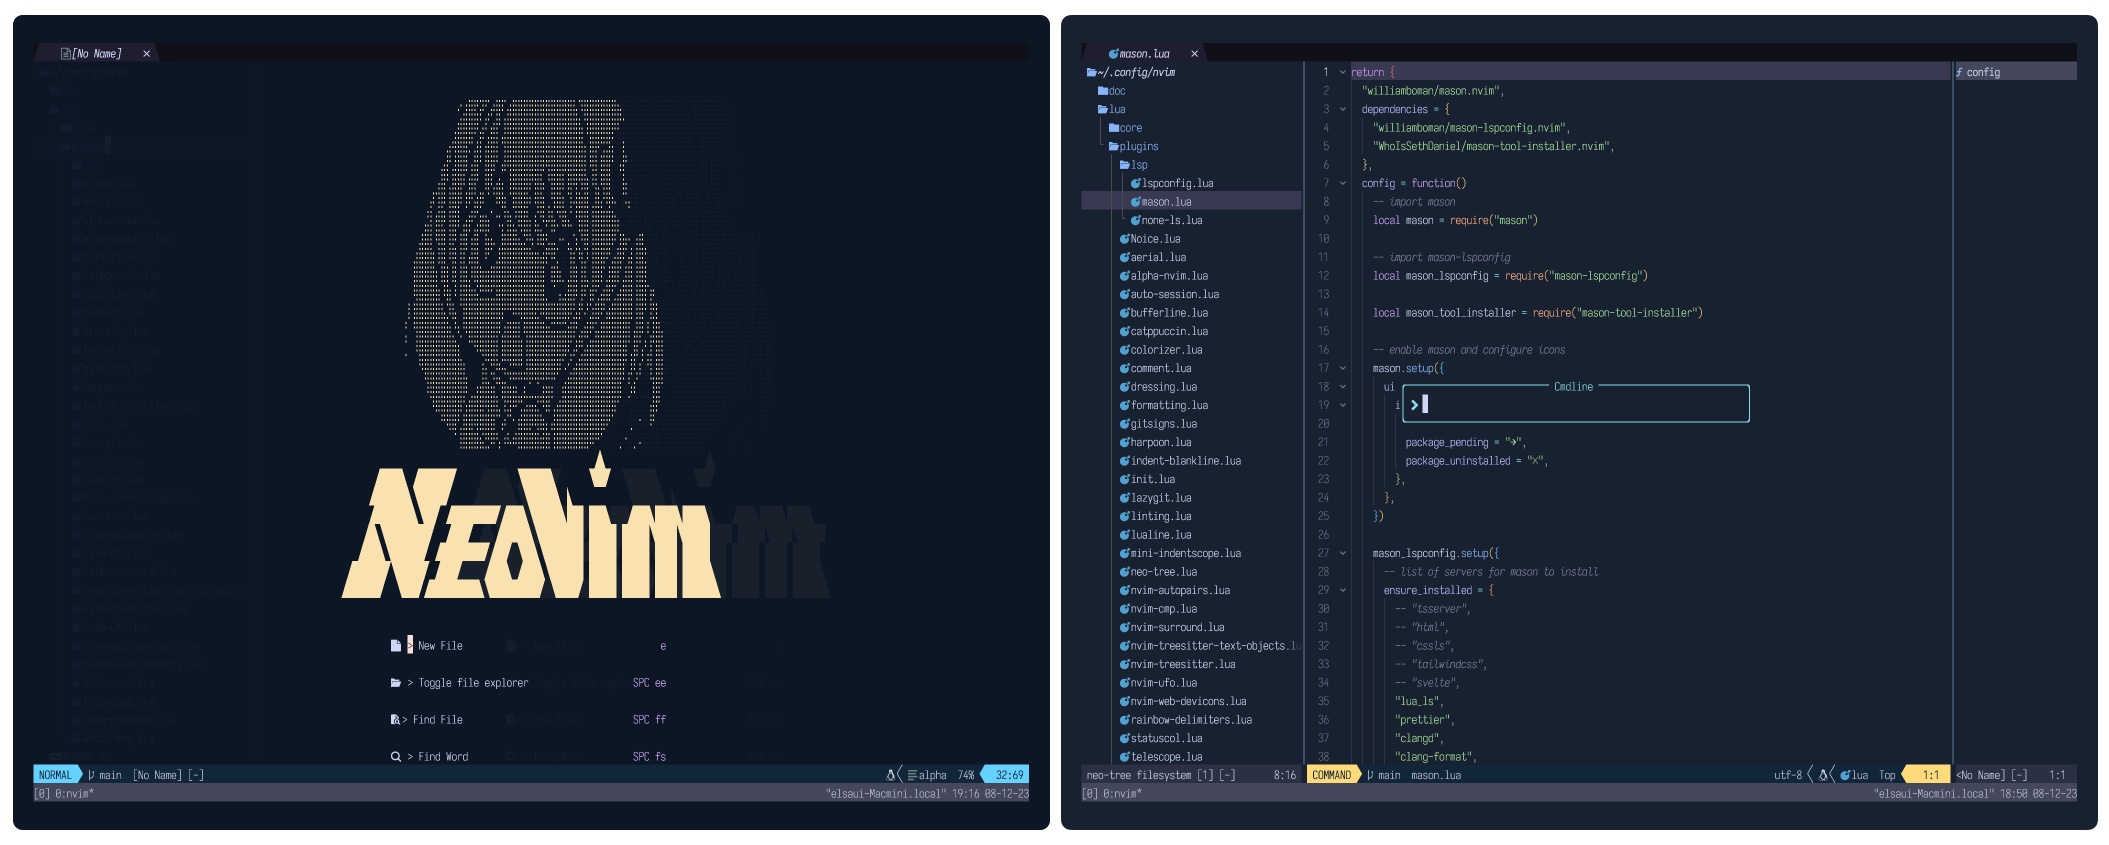 [No Name] ×
NEOVIM
> New File e
> Toggle file explorer SPC ee
> Find File SPC ff
> Find Word SPC fs
NORMAL main [No Name] [-] alpha 74% 32:69
[0] 0:nvim* "elsaui-Macmini.local" 19:16 08-12-23
mason.lua ×
~/.config/nvim
doc
lua
core
plugins
lsp
lspconfig.lua
mason.lua
none-ls.lua
Noice.lua
aerial.lua
alpha-nvim.lua
auto-session.lua
bufferline.lua
catppuccin.lua
colorizer.lua
comment.lua
dressing.lua
formatting.lua
gitsigns.lua
harpoon.lua
indent-blankline.lua
init.lua
lazygit.lua
linting.lua
lualine.lua
mini-indentscope.lua
neo-tree.lua
nvim-autopairs.lua
nvim-cmp.lua
nvim-surround.lua
nvim-treesitter-text-objects.lu
nvim-treesitter.lua
nvim-ufo.lua
nvim-web-devicons.lua
rainbow-delimiters.lua
statuscol.lua
telescope.lua
1 return {
2 "williamboman/mason.nvim",
3 dependencies = {
4 "williamboman/mason-lspconfig.nvim",
5 "WhoIsSethDaniel/mason-tool-installer.nvim",
6 },
7 config = function()
8 -- import mason
9 local mason = require("mason")
10
11 -- import mason-lspconfig
12 local mason_lspconfig = require("mason-lspconfig")
13
14 local mason_tool_installer = require("mason-tool-installer")
15
16 -- enable mason and configure icons
17 mason.setup({
18 ui
19 i
Cmdline
❯
20
21 package_pending = "➜",
22 package_uninstalled = "✗",
23 },
24 },
25 })
26
27 mason_lspconfig.setup({
28 -- list of servers for mason to install
29 ensure_installed = {
30 -- "tsserver",
31 -- "html",
32 -- "cssls",
33 -- "tailwindcss",
34 -- "svelte",
35 "lua_ls",
36 "prettier",
37 "clangd",
38 "clang-format",
ƒ config
neo-tree filesystem [1] [-] 8:16
COMMAND main mason.lua utf-8 lua Top 1:1
<No Name] [-] 1:1
[0] 0:nvim* "elsaui-Macmini.local" 18:50 08-12-23